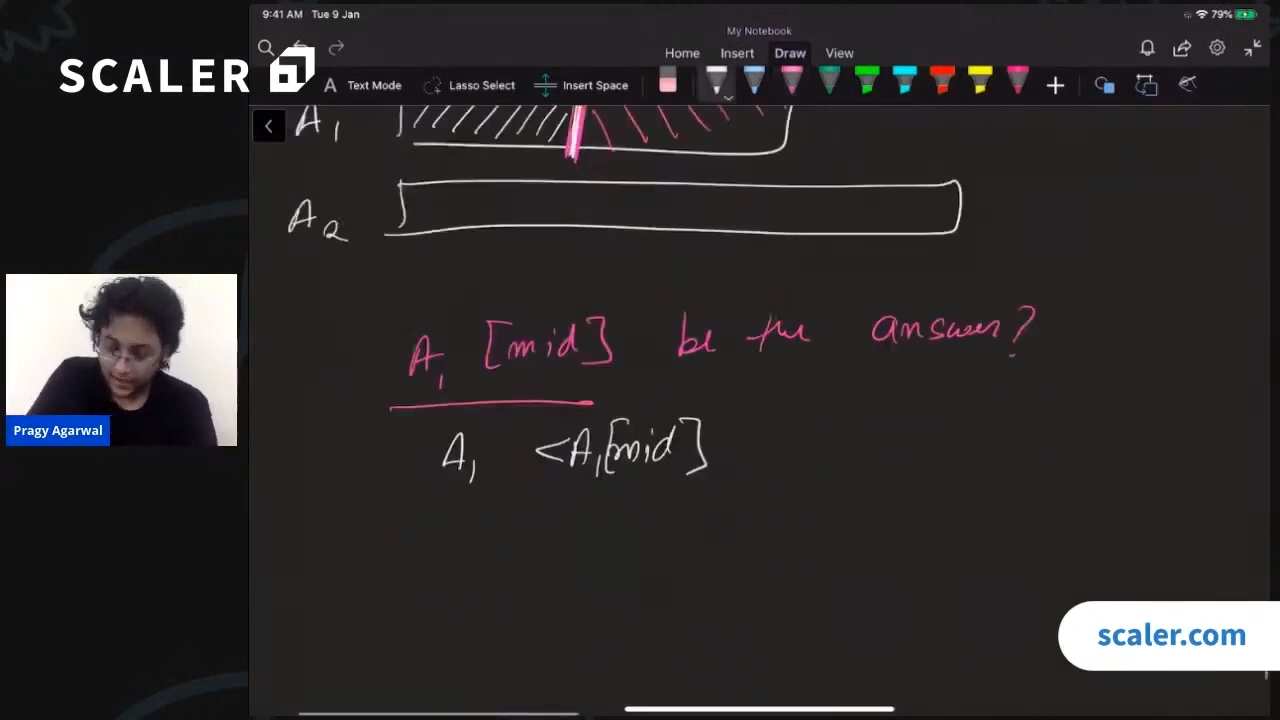 9:41 AM Tue 9 Jan
79%
My Notebook
Home Insert Draw View
SCALER
Text Mode Lasso Select Insert Space
A1
A2
A1 [mid] be the answer?
A1 <A1[mid]
Pragy Agarwal
scaler.com